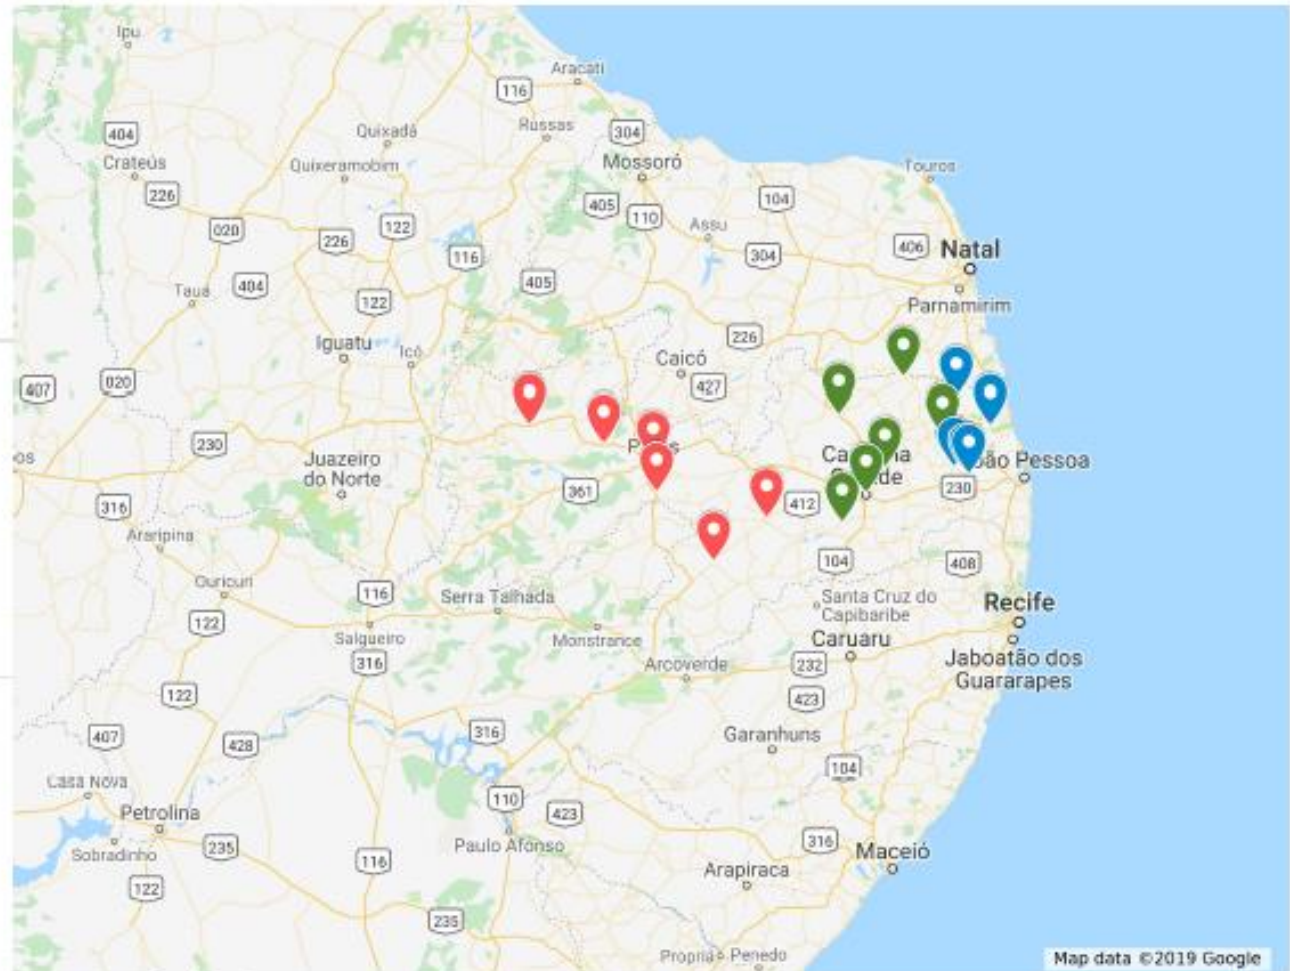 Ipu
Aracati
116
Russas
304
404
Quixadá
Crateús
Quixeramobim
Mossoró
Touros
226
405
104
110
Assu
020
122
226
406
Natal
304
116
404
405
Tauá
122
Parnamirim
226
Iguatu
Icó
Caicó
407
020
427
230
João Pessoa
Juazeiro
do Norte
361
412
230
316
Araripina
104
408
Ouricuri
116
Serra Talhada
Santa Cruz do
Capibaribe
Recife
122
Salgueiro
Monstrance
Caruaru
316
Arcoverde
232
Jaboatão dos
Guararapes
122
423
407
428
316
Garanhuns
104
Casa Nova
110
Petrolina
423
Sobradinho
235
Paulo Afonso
316
Maceió
116
Arapiraca
122
235
Propriá
Penedo
Map data ©2019 Google